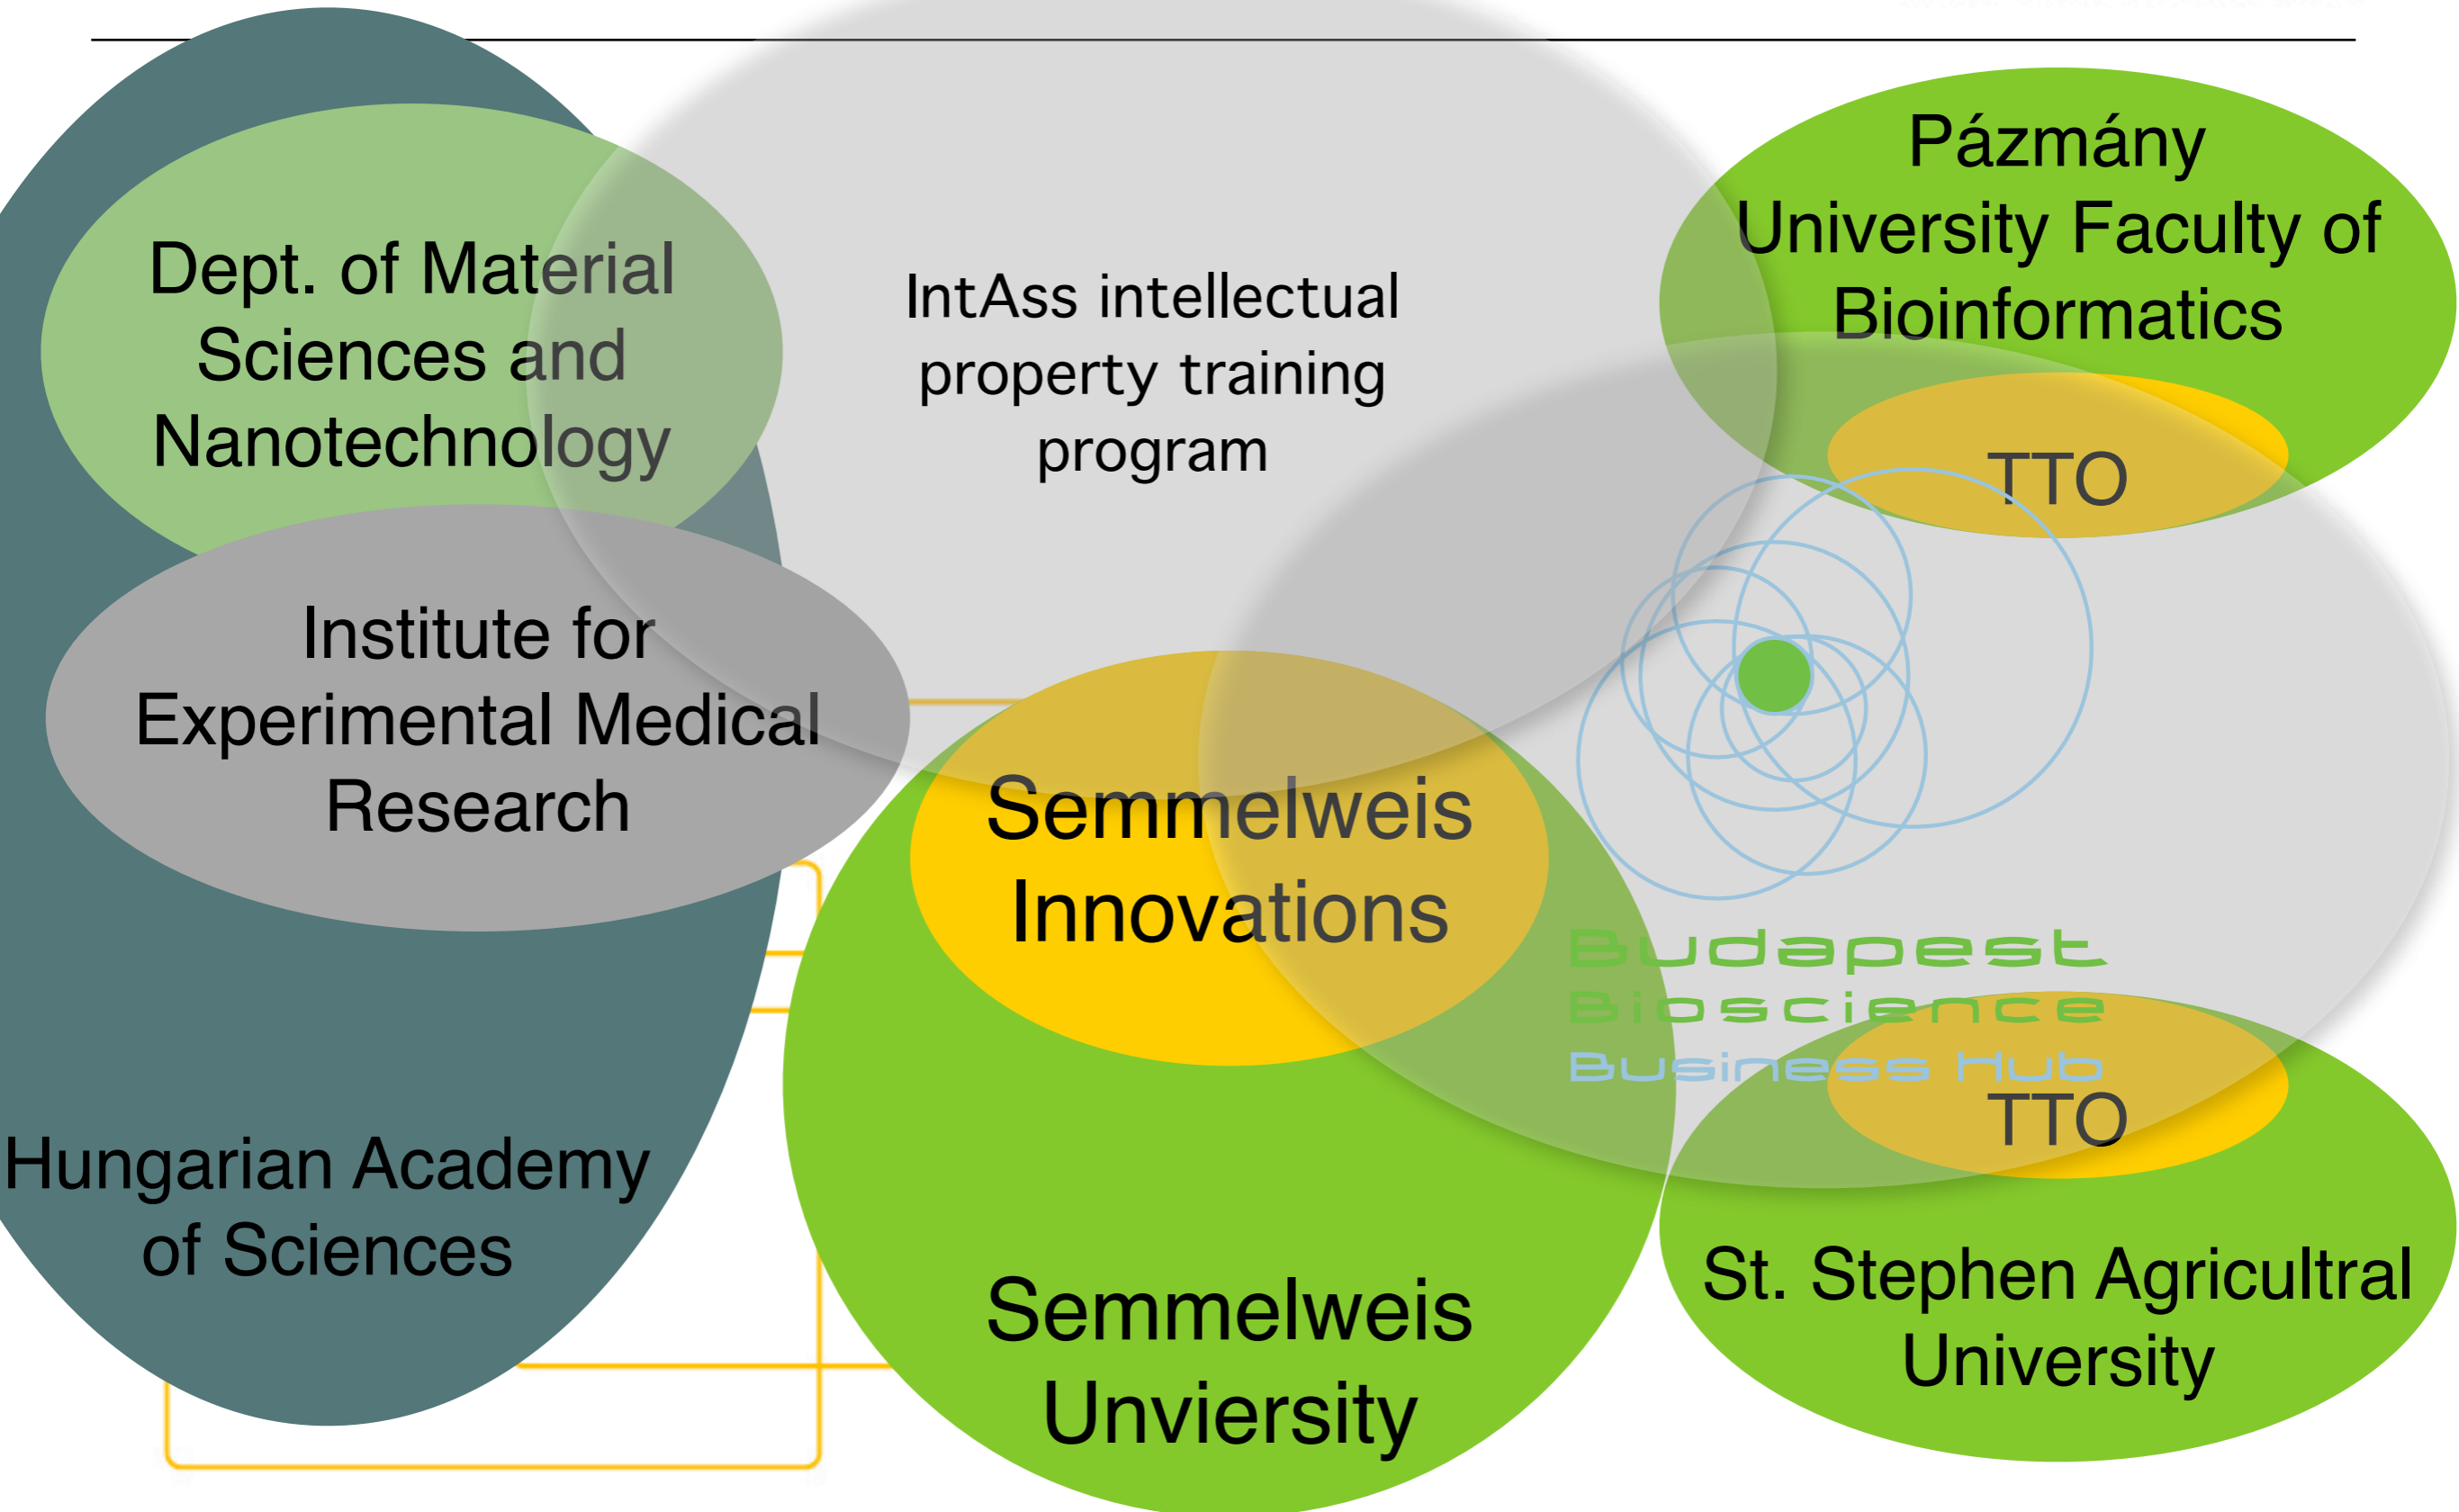 Dept. of Material
Sciences and
Nanotechnology
Institute for
Experimental Medical
Research
Hungarian Academy
of Sciences
IntAss intellectual
property training
program
Semmelweis
Innovations
Semmelweis
Unviersity
Pázmány
University Faculty of
Bioinformatics
TTO
Budapest
Bioscience
Business Hub
TTO
St. Stephen Agricultral
University